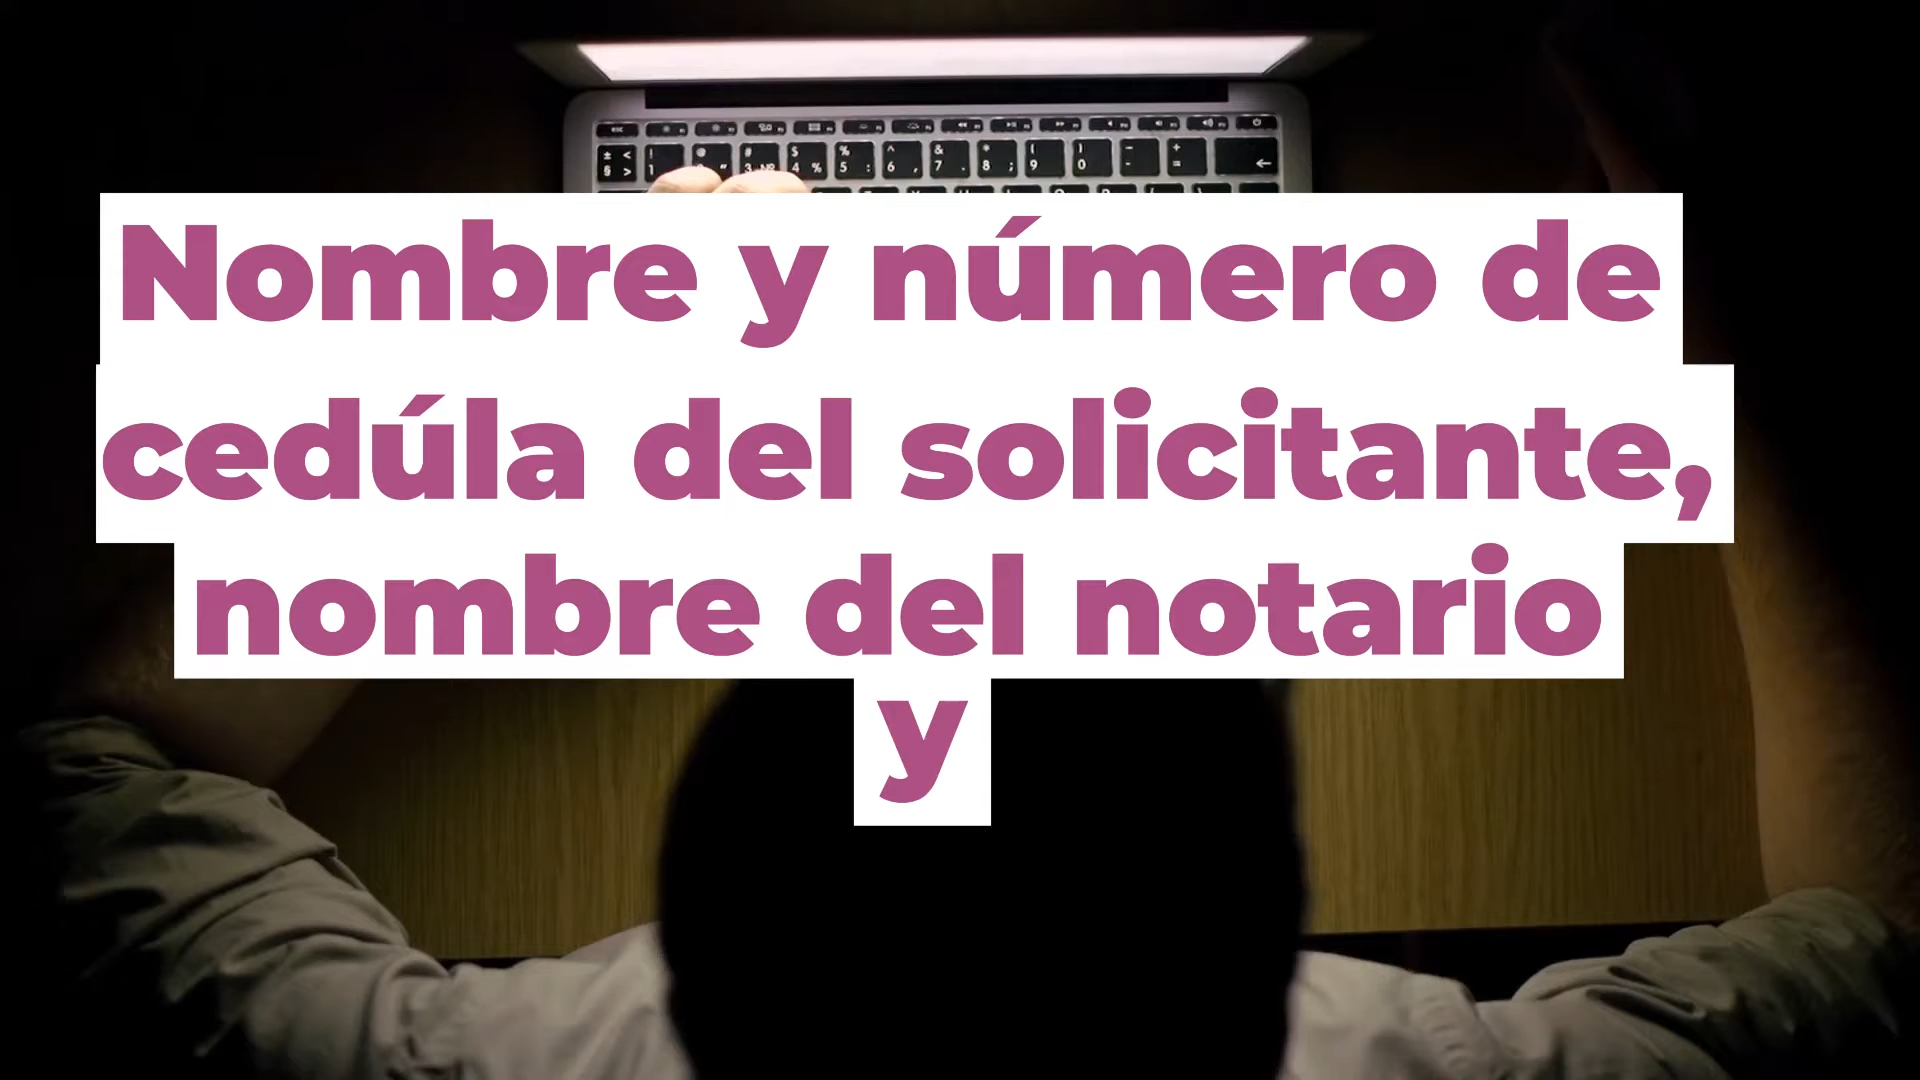 Nombre y número de
cedúla del solicitante,
nombre del notario
y